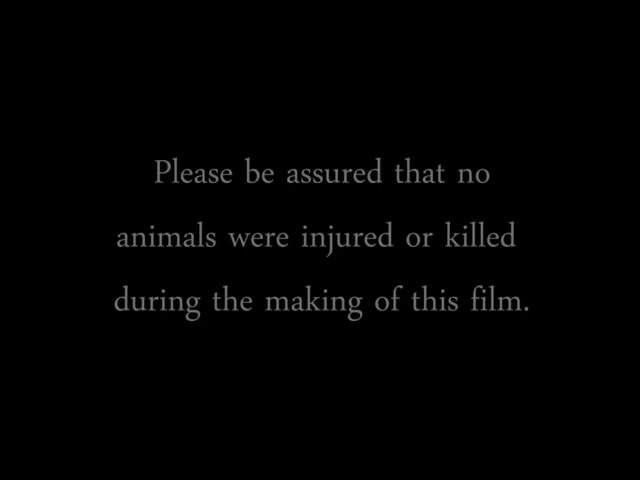 Please be assured that no
animals were injured or killed
during the making of this film.